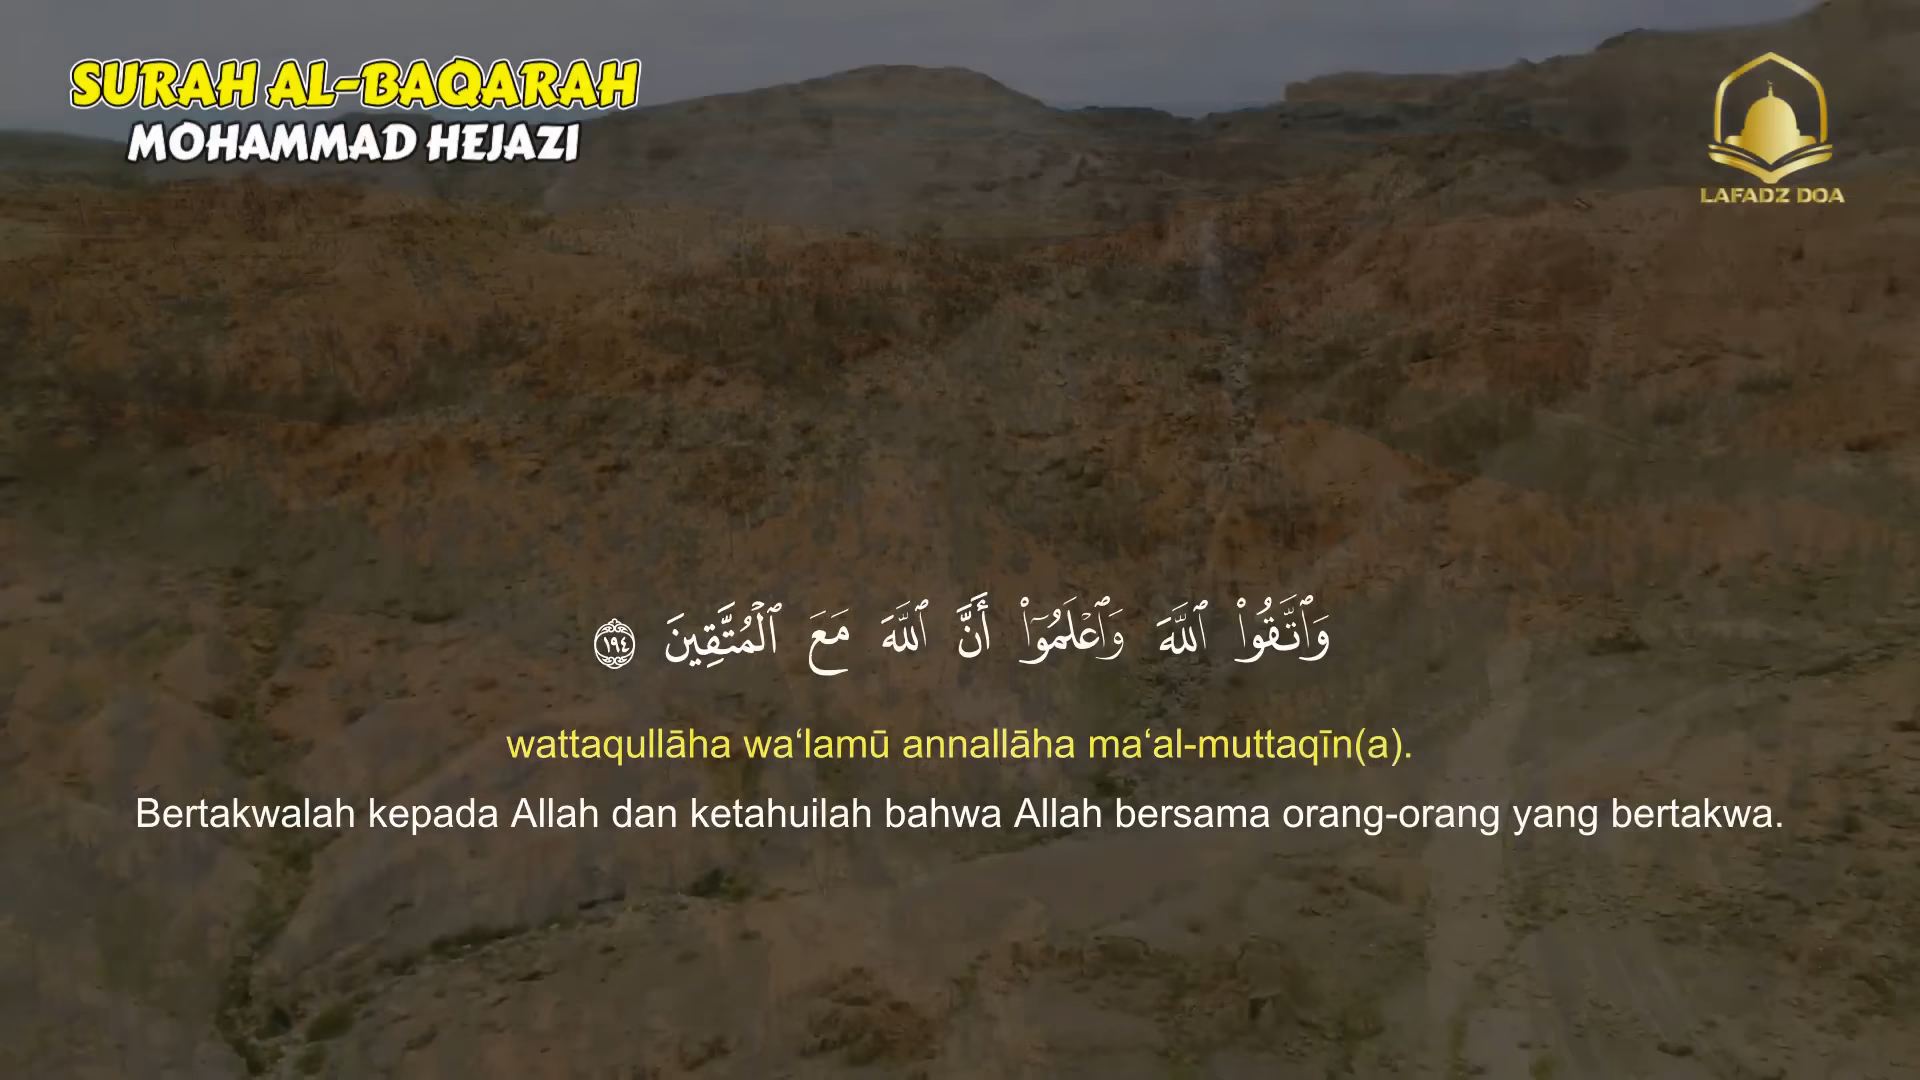 SURAH AL-BAQARAH
MOHAMMAD HEJAZI
LAFADZ DOA
وَٱتَّقُوا۟ ٱللَّهَ وَٱعْلَمُوٓا۟ أَنَّ ٱللَّهَ مَعَ ٱلْمُتَّقِينَ ١٩٤
wattaqullāha wa‘lamū annallāha ma‘al-muttaqīn(a).
Bertakwalah kepada Allah dan ketahuilah bahwa Allah bersama orang-orang yang bertakwa.